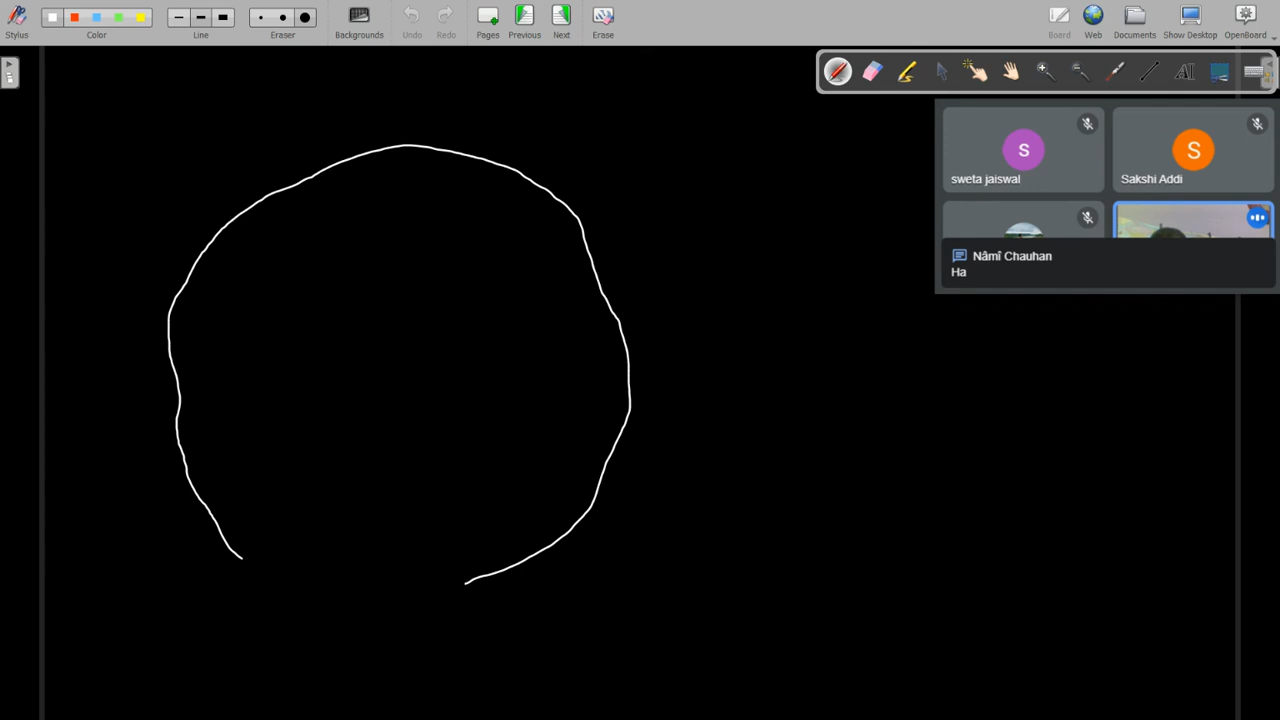 Stylus
Color
Line
Eraser
Backgrounds
Undo
Redo
Pages
Previous
Next
Erase
Board
Web
Documents
Show Desktop
OpenBoard
AI
S
sweta jaiswal
S
Sakshi Addi
Nâmî Chauhan
Ha